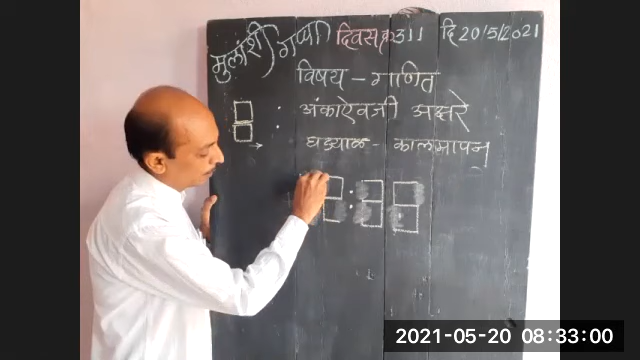 मुलांशी गप्पा दिवस क्र 311 दि 20/5/2021
विषय - गणित
: अंकाऐवजी अक्षरे
घड्याळ - कालमापन
2021-05-20 08:33:00